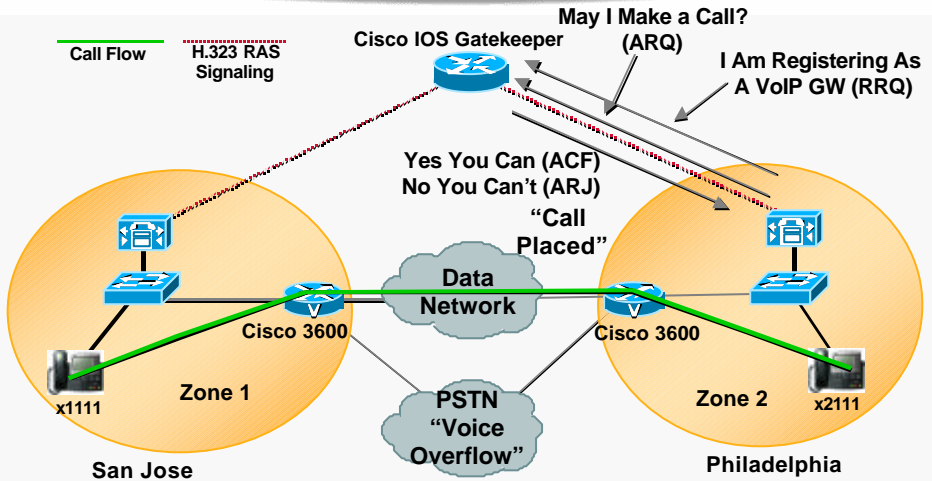 May I Make a Call?
(ARQ)
Call Flow
H.323 RAS
Signaling
Cisco IOS Gatekeeper
I Am Registering As
A VoIP GW (RRQ)
Yes You Can (ACF)
No You Can't (ARJ)
“Call
Placed”
Data
Network
V
Cisco 3600
V
Cisco 3600
x1111
Zone 1
PSTN
“Voice
Overflow”
Zone 2
x2111
San Jose
Philadelphia